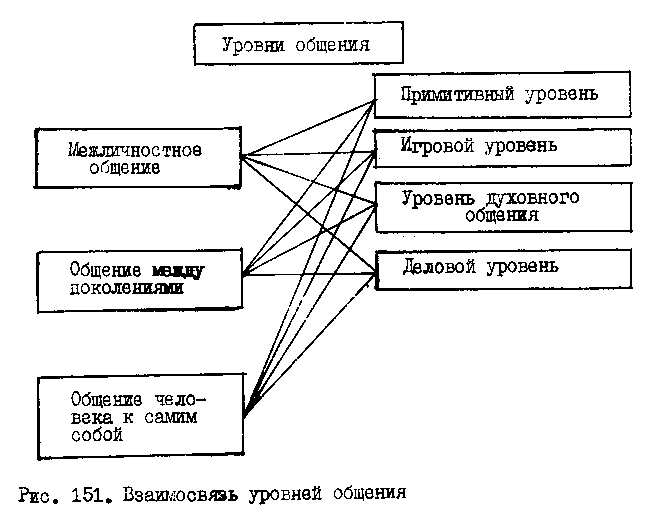 Уровни общения
Примитивный уровень
Межличностное
общение
Игровой уровень
Уровень духовного
общения
Общение между
поколениями
Деловой уровень
Общение чело-
века к самим
собой
Рис. 151. Взаимосвязь уровней общения